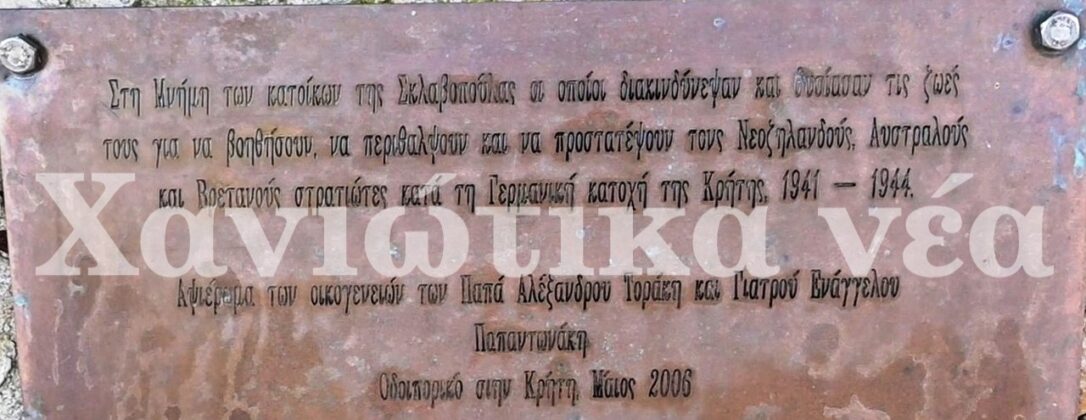 Στη Μνήμη των κατοίκων της Σκλαβοπούλας οι οποίοι διακινδύνεψαν και θυσίασαν τις ζωές
τους για να βοηθήσουν, να περιθαλψουν και να προστατέψουν τους Νεοζηλανδούς, Αυστραλούς
και Βρετανούς στρατιώτες κατά τη Γερμανική κατοχή της Κρήτης, 1941 – 1944.
Χανιώτικα νέα
Αφιέρωμα των οικογενειών των Παπά Αλέξανδρου Τοράκη και Γιατρού Ευάγγελου
Παπαντωνάκη
Οδοιπορικό στην Κρήτη, Μάιος 2006